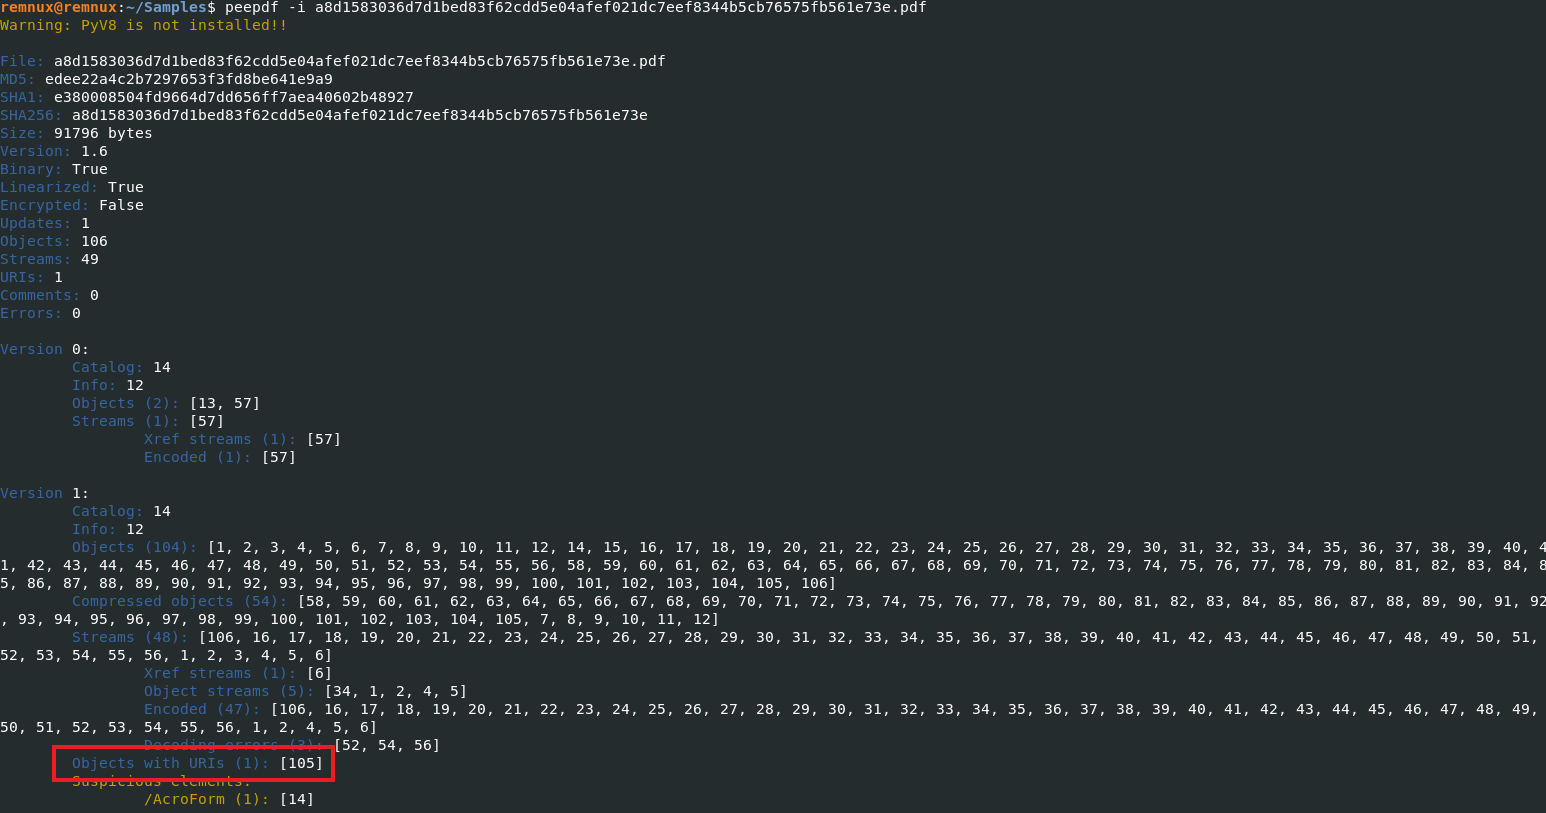 remnux@remnux:~/Samples$ peepdf -i a8d1583036d7d1bed83f62cdd5e04afef021dc7eef8344b5cb76575fb561e73e.pdf
Warning: PyV8 is not installed!!
File: a8d1583036d7d1bed83f62cdd5e04afef021dc7eef8344b5cb76575fb561e73e.pdf
MD5: edee22a4c2b7297653f3fd8be641e9a9
SHA1: e380008504fd9664d7dd656ff7aea40602b48927
SHA256: a8d1583036d7d1bed83f62cdd5e04afef021dc7eef8344b5cb76575fb561e73e
Size: 91796 bytes
Version: 1.6
Binary: True
Linearized: True
Encrypted: False
Updates: 1
Objects: 106
Streams: 49
URIs: 1
Comments: 0
Errors: 0
Version 0:
Catalog: 14
Info: 12
Objects (2): [13, 57]
Streams (1): [57]
Xref streams (1): [57]
Encoded (1): [57]
Version 1:
Catalog: 14
Info: 12
Objects (104): [1, 2, 3, 4, 5, 6, 7, 8, 9, 10, 11, 12, 14, 15, 16, 17, 18, 19, 20, 21, 22, 23, 24, 25, 26, 27, 28, 29, 30, 31, 32, 33, 34, 35, 36, 37, 38, 39, 40, 4
1, 42, 43, 44, 45, 46, 47, 48, 49, 50, 51, 52, 53, 54, 55, 56, 58, 59, 60, 61, 62, 63, 64, 65, 66, 67, 68, 69, 70, 71, 72, 73, 74, 75, 76, 77, 78, 79, 80, 81, 82, 83, 84, 8
5, 86, 87, 88, 89, 90, 91, 92, 93, 94, 95, 96, 97, 98, 99, 100, 101, 102, 103, 104, 105, 106]
Compressed objects (54): [58, 59, 60, 61, 62, 63, 64, 65, 66, 67, 68, 69, 70, 71, 72, 73, 74, 75, 76, 77, 78, 79, 80, 81, 82, 83, 84, 85, 86, 87, 88, 89, 90, 91, 92
, 93, 94, 95, 96, 97, 98, 99, 100, 101, 102, 103, 104, 105, 7, 8, 9, 10, 11, 12]
Streams (48): [106, 16, 17, 18, 19, 20, 21, 22, 23, 24, 25, 26, 27, 28, 29, 30, 31, 32, 33, 34, 35, 36, 37, 38, 39, 40, 41, 42, 43, 44, 45, 46, 47, 48, 49, 50, 51,
52, 53, 54, 55, 56, 1, 2, 3, 4, 5, 6]
Xref streams (1): [6]
Object streams (5): [34, 1, 2, 4, 5]
Encoded (47): [106, 16, 17, 18, 19, 20, 21, 22, 23, 24, 25, 26, 27, 28, 29, 30, 31, 32, 33, 34, 35, 36, 37, 38, 39, 40, 41, 42, 43, 44, 45, 46, 47, 48, 49,
50, 51, 52, 53, 54, 55, 56, 1, 2, 4, 5, 6]
Decoding errors (3): [52, 54, 56]
Objects with URIs (1): [105]
Suspicious elements:
/AcroForm (1): [14]